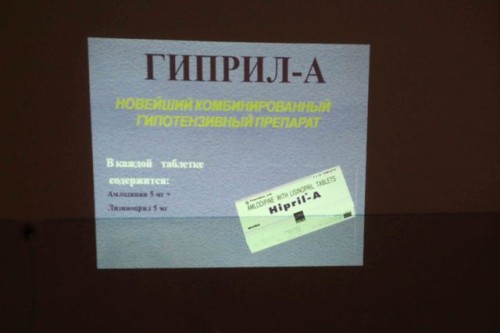 ГИПРИЛ-А
НОВЕЙШИЙ КОМБИНИРОВАННЫЙ
ГИПОТЕНЗИВНЫЙ ПРЕПАРАТ
В каждой таблетке
содержится:
Амлодипин 5 мг +
Лизиноприл 5 мг
AMLODIPINE WITH LISINOPRIL TABLETS
Hipril®-A